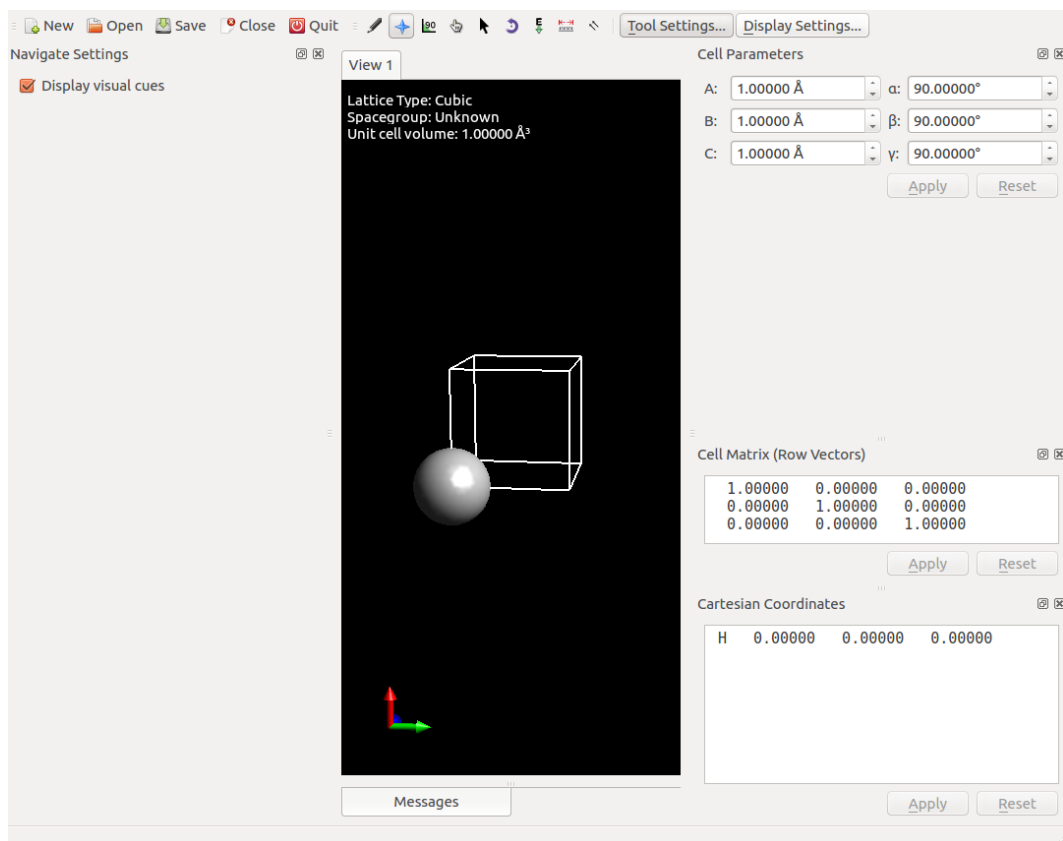 New Open Save Close Quit Tool Settings... Display Settings...
Navigate Settings
Display visual cues
View 1
Lattice Type: Cubic
Spacegroup: Unknown
Unit cell volume: 1.00000 Å³
Messages
Cell Parameters
A: 1.00000 Å α: 90.00000°
B: 1.00000 Å β: 90.00000°
C: 1.00000 Å γ: 90.00000°
Apply Reset
Cell Matrix (Row Vectors)
1.00000 0.00000 0.00000
0.00000 1.00000 0.00000
0.00000 0.00000 1.00000
Apply Reset
Cartesian Coordinates
H 0.00000 0.00000 0.00000
Apply Reset